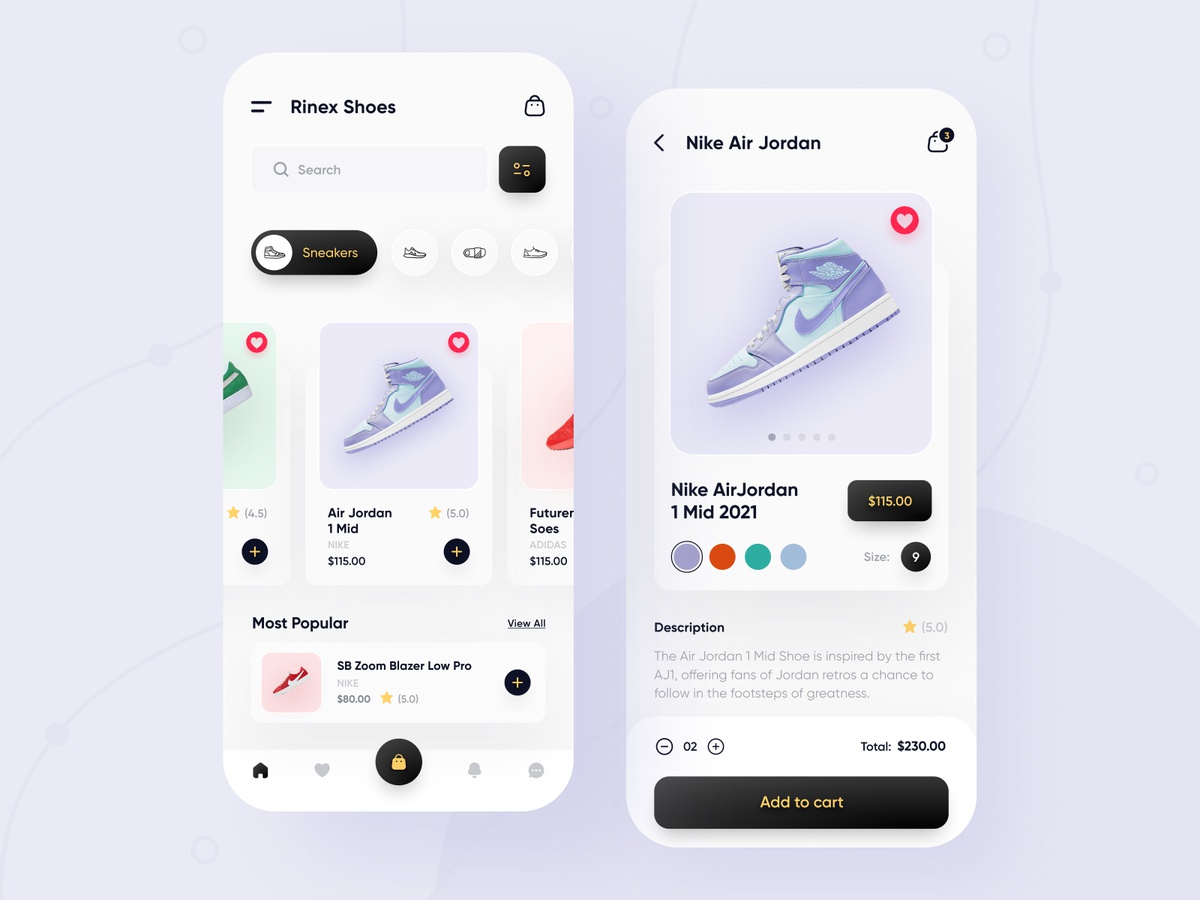 Rinex Shoes
Search
Sneakers
(4.5)
Air Jordan
1 Mid
(5.0)
NIKE
$115.00
Futurer
Soes
ADIDAS
$115.00
Most Popular
View All
SB Zoom Blazer Low Pro
NIKE
$80.00 (5.0)
Nike Air Jordan
3
Nike AirJordan
1 Mid 2021
$115.00
Size: 9
Description
(5.0)
The Air Jordan 1 Mid Shoe is inspired by the first
AJ1, offering fans of Jordan retros a chance to
follow in the footsteps of greatness.
02
Total: $230.00
Add to cart